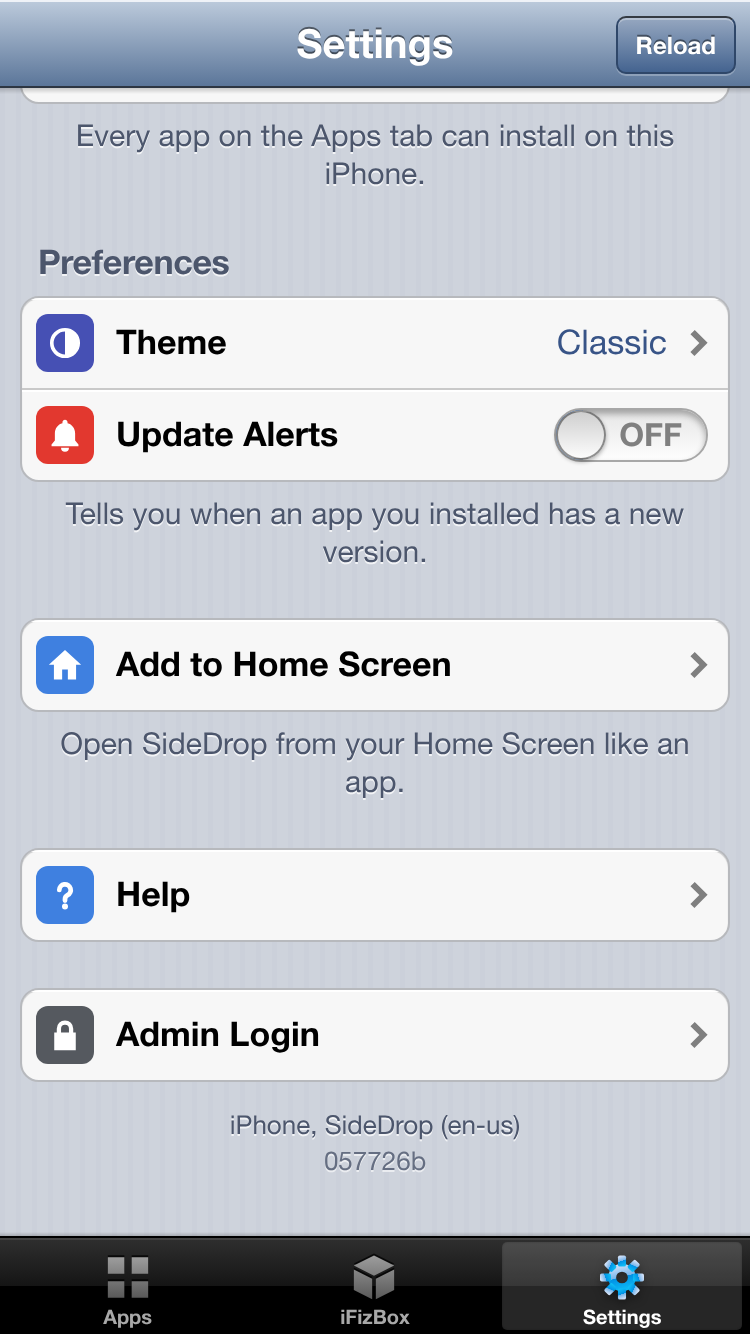 Settings
Reload
Every app on the Apps tab can install on this
iPhone.
Preferences
Theme
Classic
Update Alerts
OFF
Tells you when an app you installed has a new
version.
Add to Home Screen
Open SideDrop from your Home Screen like an
app.
?
Help
Admin Login
iPhone, SideDrop (en-us)
057726b
Apps
iFizBox
Settings